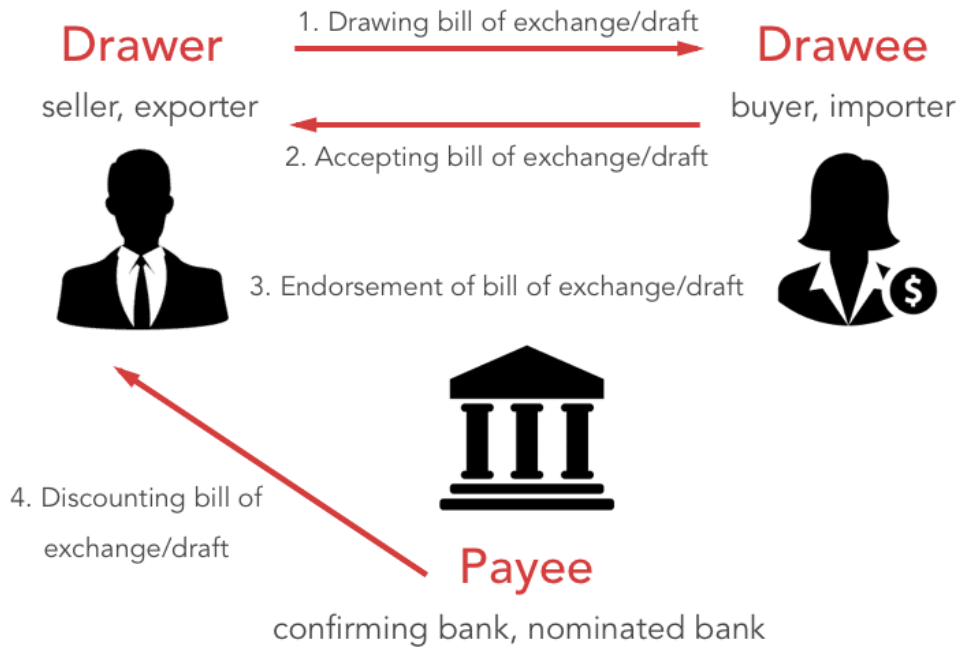 1. Drawing bill of exchange/draft
Drawer
Drawee
seller, exporter
buyer, importer
2. Accepting bill of exchange/draft
3. Endorsement of bill of exchange/draft
$
4. Discounting bill of
exchange/draft
Payee
confirming bank, nominated bank